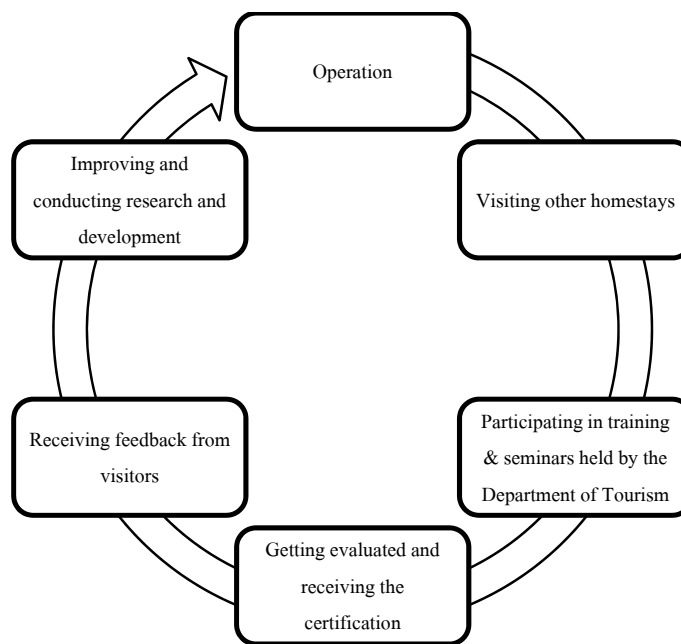 Operation
Visiting other homestays
Participating in training
& seminars held by the
Department of Tourism
Getting evaluated and
receiving the
certification
Receiving feedback from
visitors
Improving and
conducting research and
development